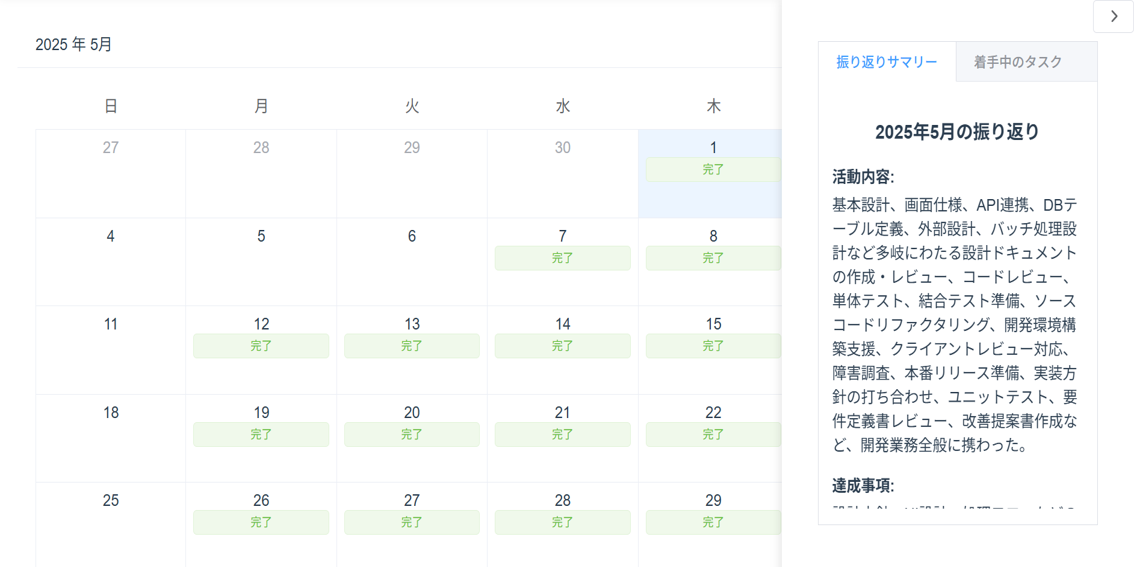 2025 年 5月
日 月 火 水 木
27 28 29 30 1
完了
4 5 6 7 8
完了 完了
11 12 13 14 15
完了 完了 完了 完了
18 19 20 21 22
完了 完了 完了 完了
25 26 27 28 29
完了 完了 完了 完了
振り返りサマリー 着手中のタスク
2025年5月の振り返り
活動内容:
基本設計、画面仕様、API連携、DBテ
ーブル定義、外部設計、バッチ処理設
計など多岐にわたる設計ドキュメント
の作成・レビュー、コードレビュー、
単体テスト、結合テスト準備、ソース
コードリファクタリング、開発環境構
築支援、クライアントレビュー対応、
障害調査、本番リリース準備、実装方
針の打ち合わせ、ユニットテスト、要
件定義書レビュー、改善提案書作成な
ど、開発業務全般に携わった。
達成事項: